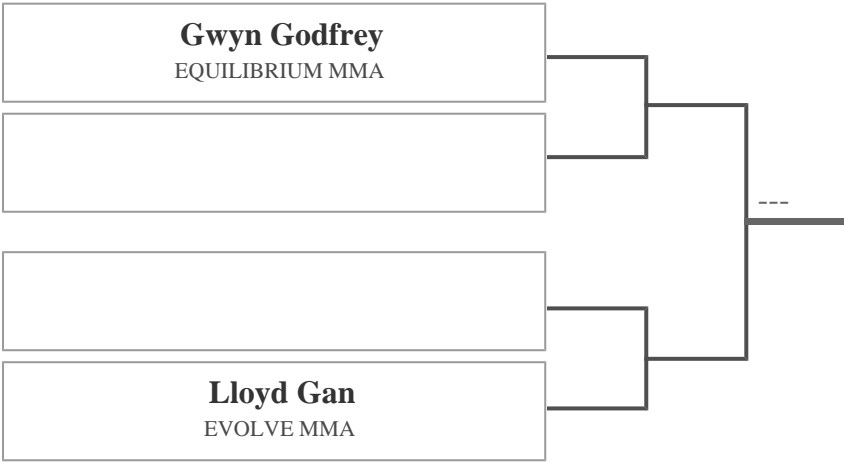 Gwyn Godfrey
EQUILIBRIUM MMA
---
Lloyd Gan
EVOLVE MMA